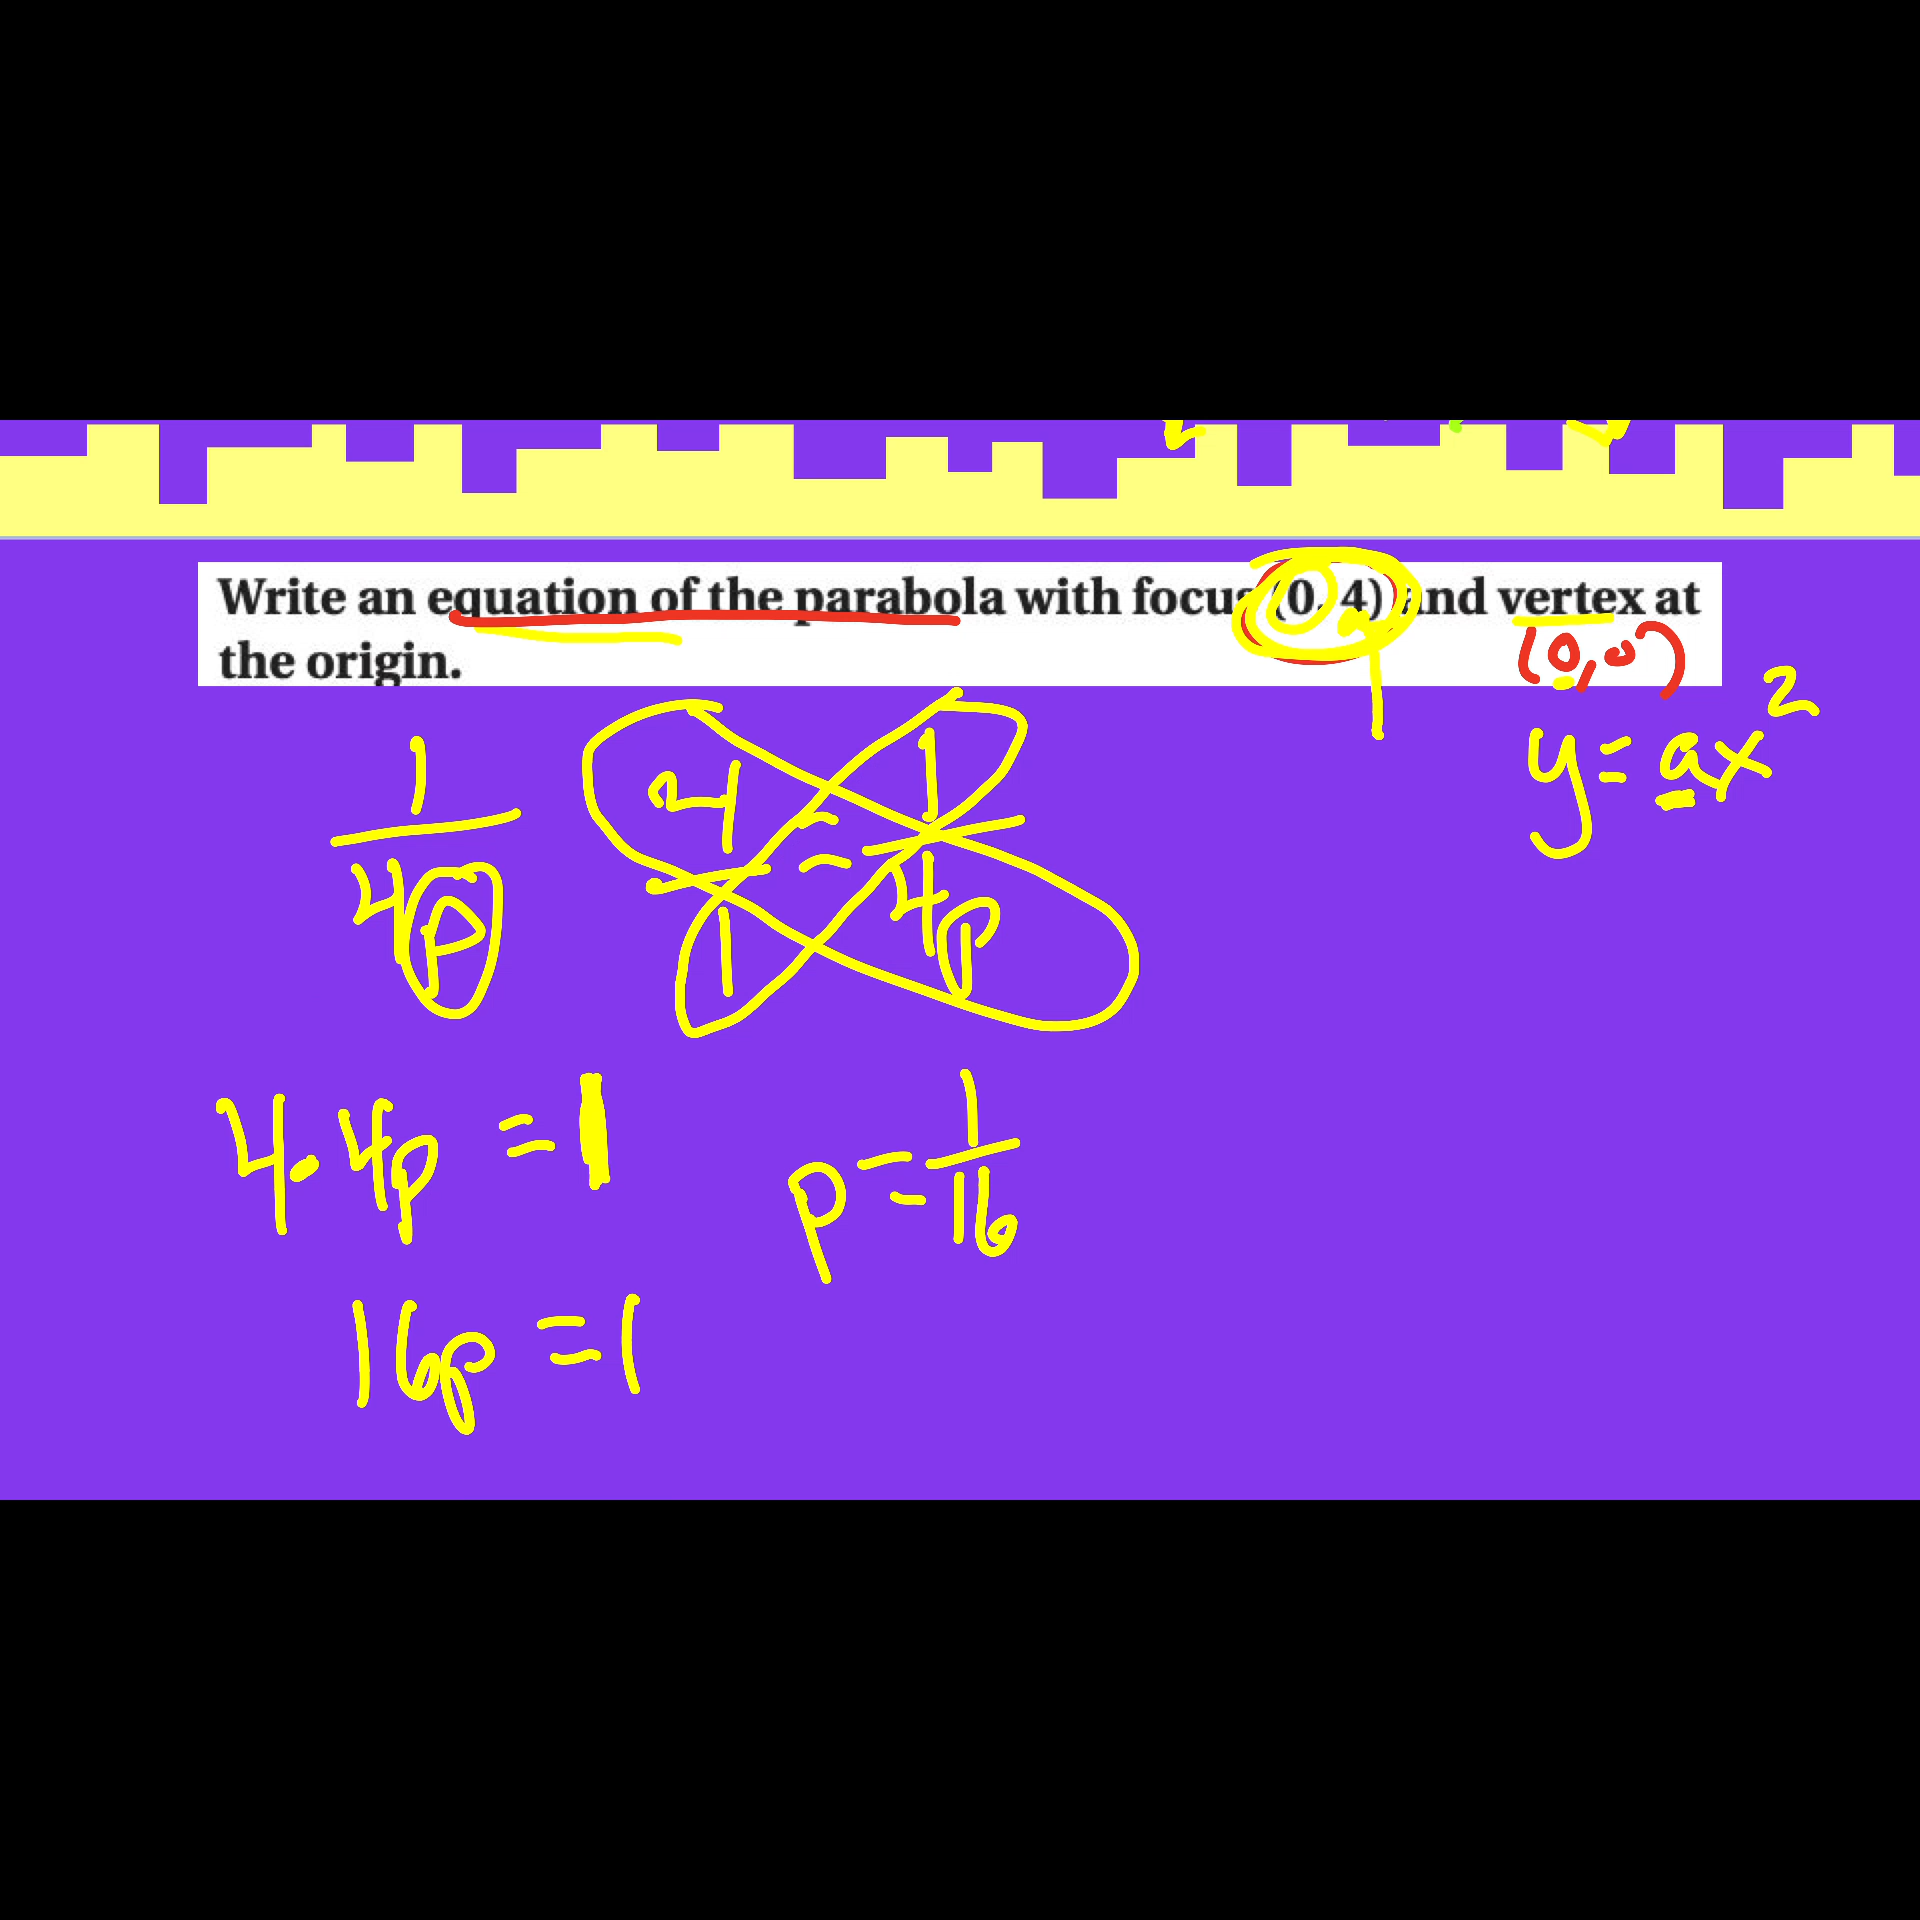 Write an equation of the parabola with focus (0, 4) and vertex at
the origin.
(0,0)
y = ax²
1/4p
4/1 = 1/4p
4 · 4p = 1
p = 1/16
16p = 1